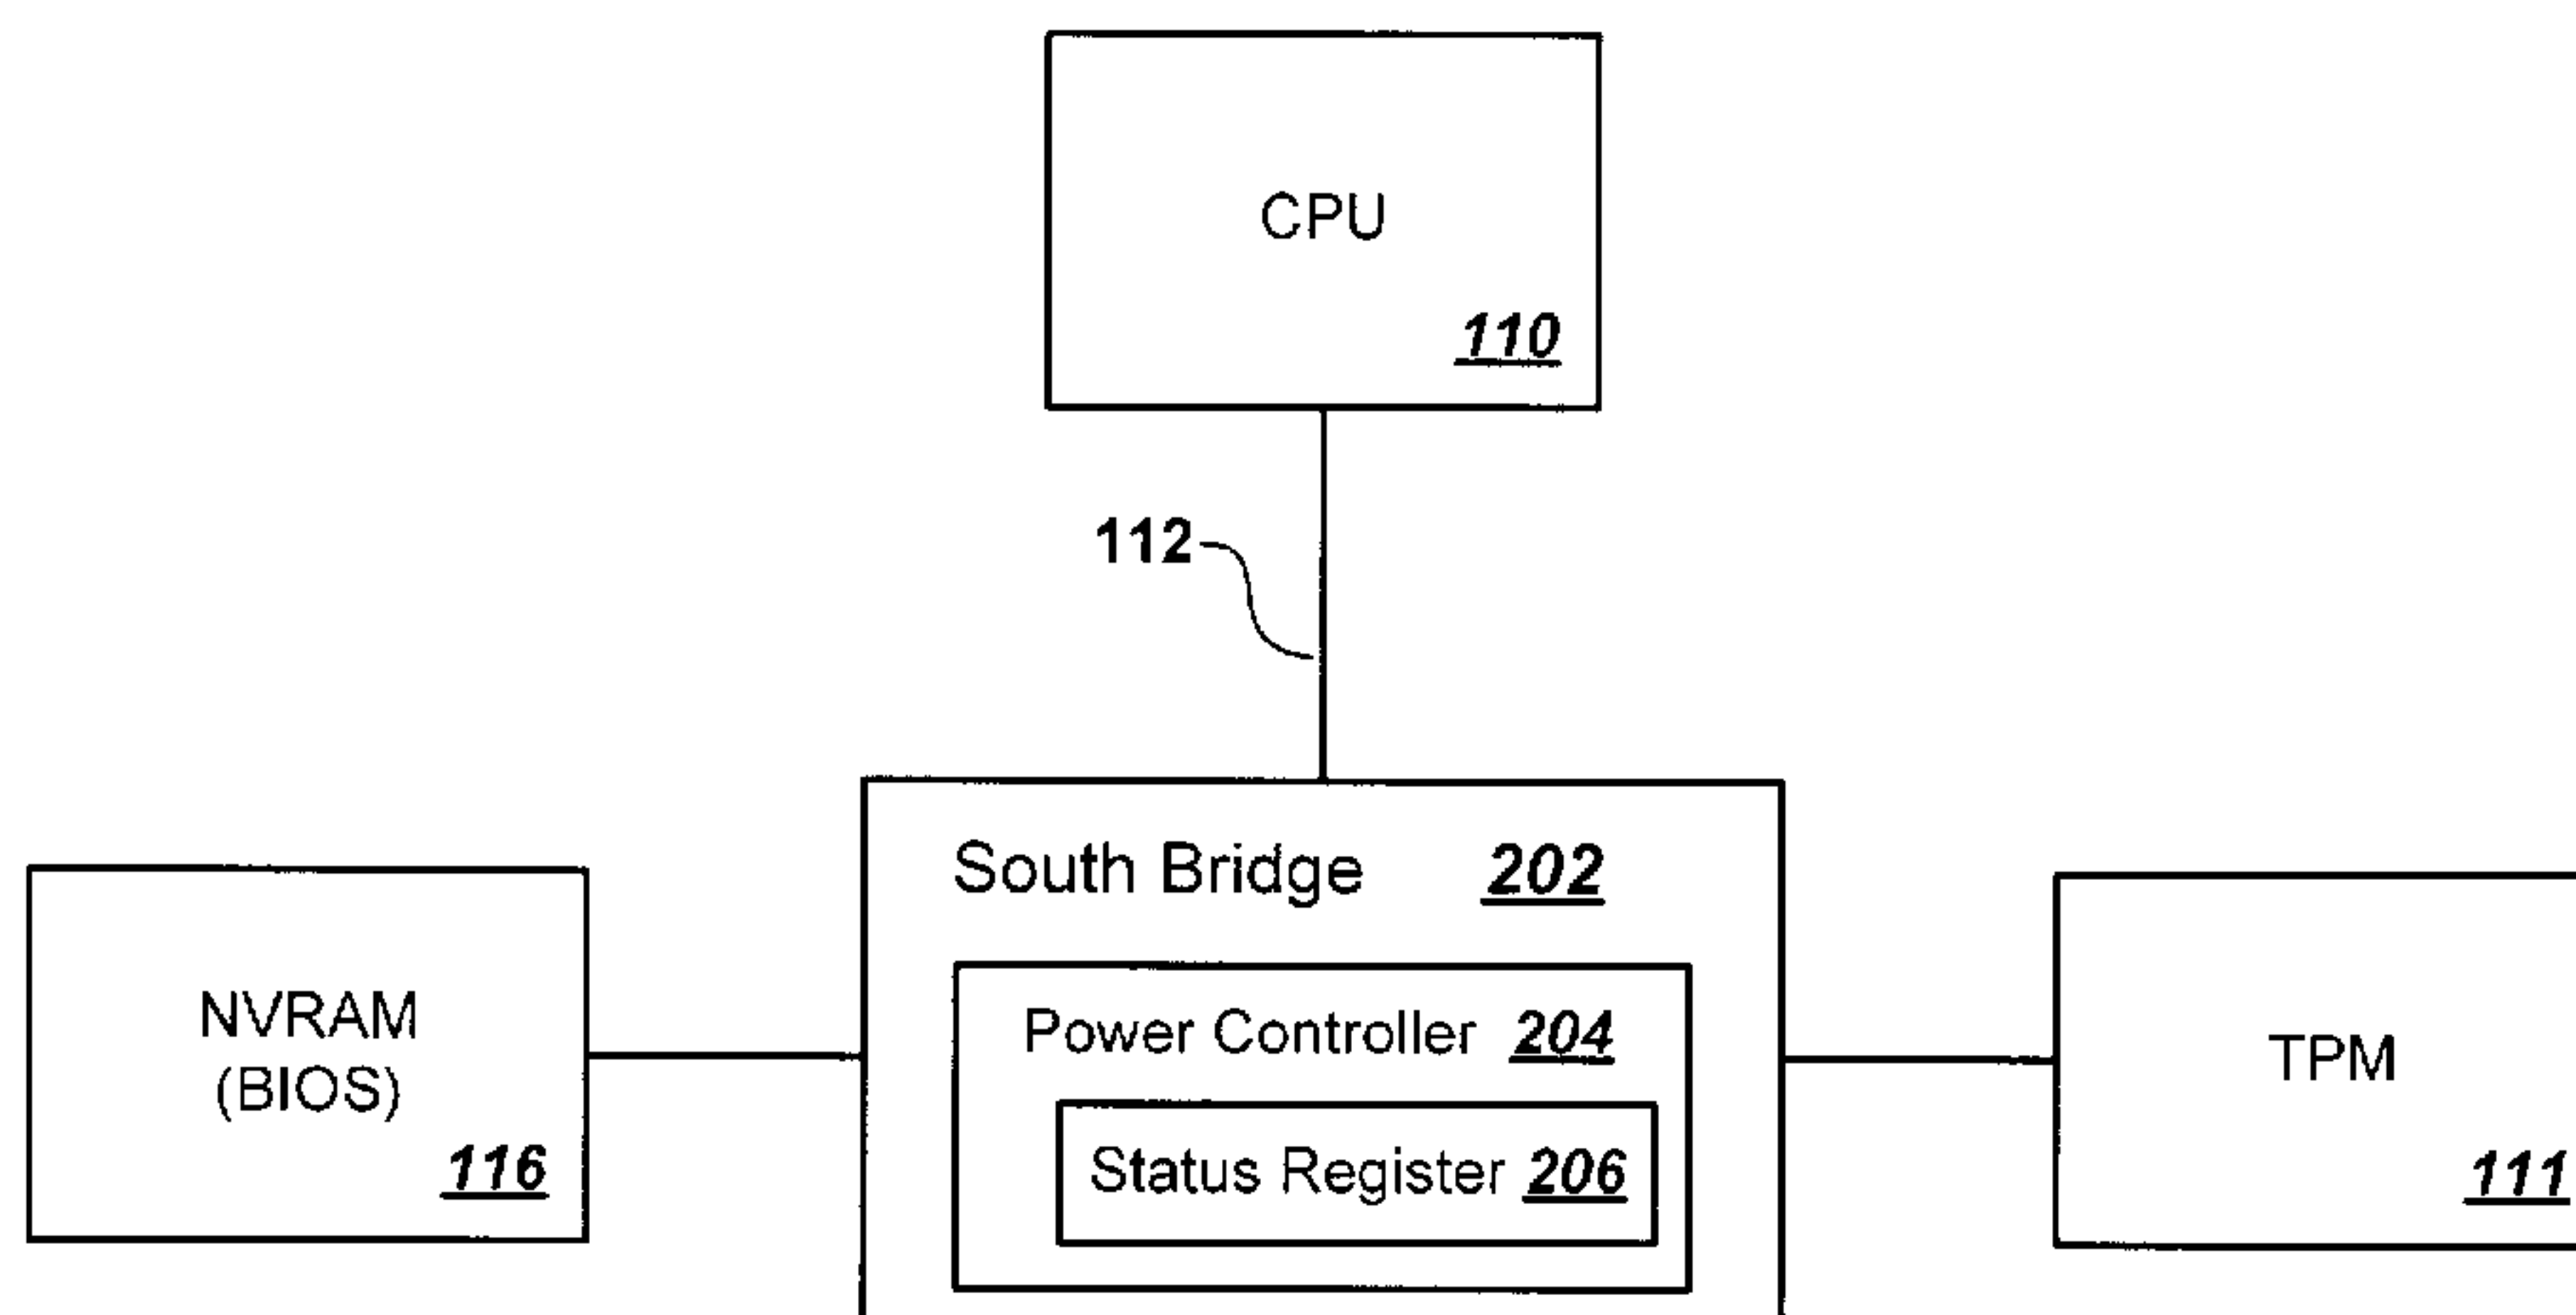 CPU
110
112
South Bridge 202
NVRAM
(BIOS)
116
Power Controller 204
Status Register 206
TPM
111